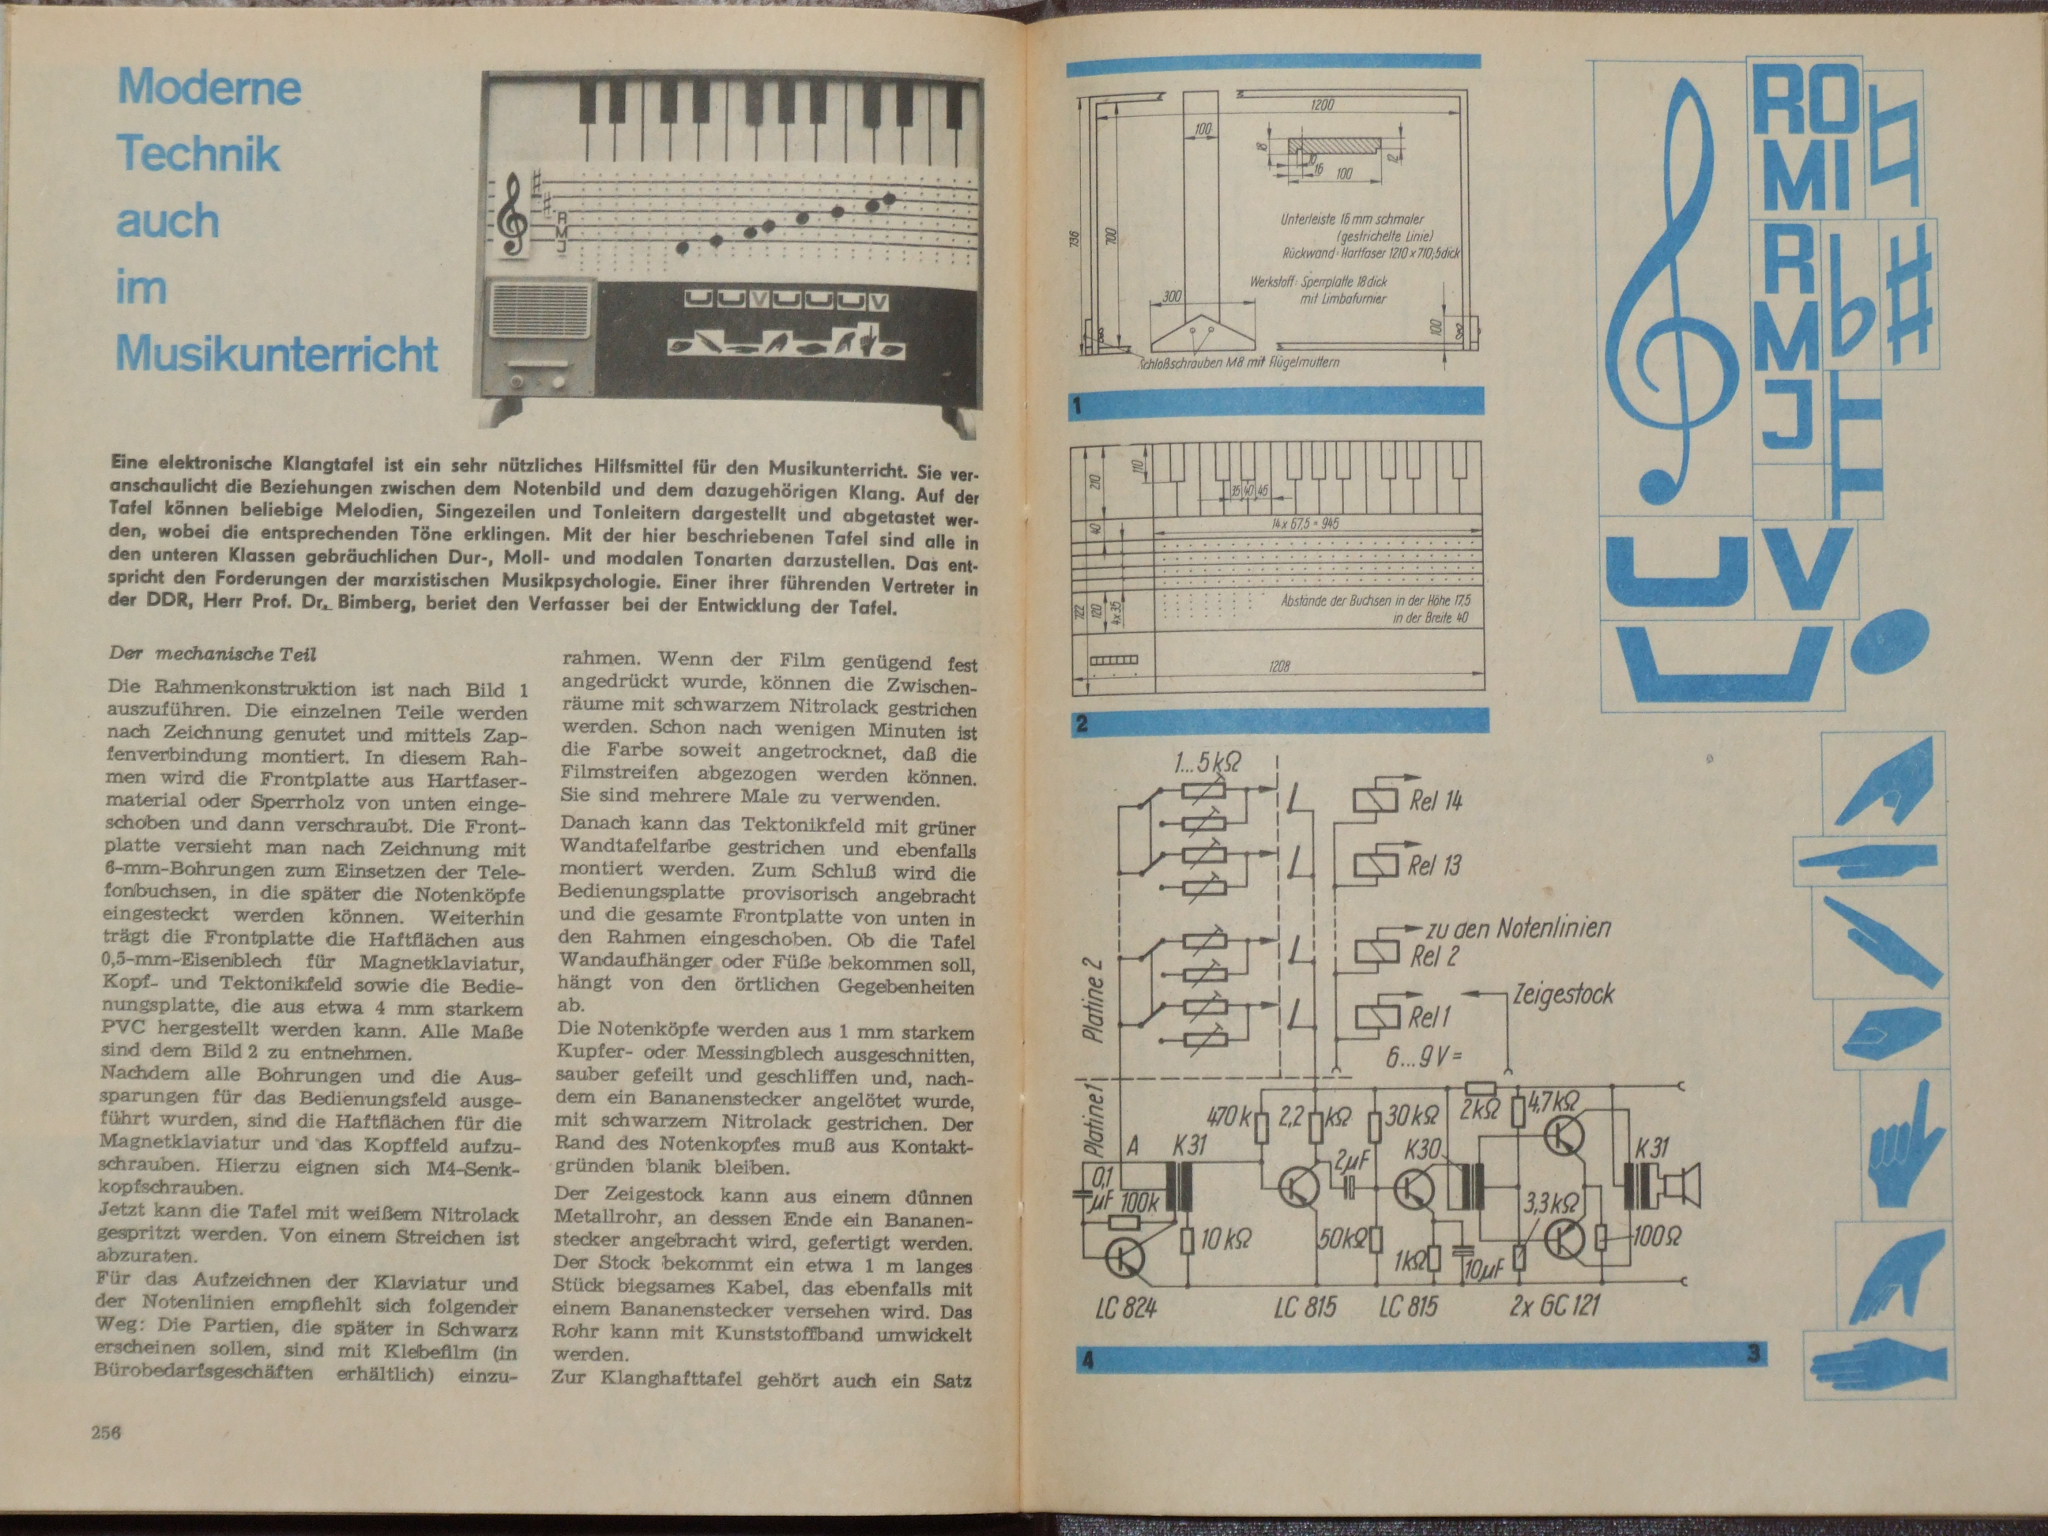 Moderne
Technik
auch
im
Musikunterricht
R
M
J
Eine elektronische Klangtafel ist ein sehr nützliches Hilfsmittel für den Musikunterricht. Sie ver-
anschaulicht die Beziehungen zwischen dem Notenbild und dem dazugehörigen Klang. Auf der
Tafel können beliebige Melodien, Singezeilen und Tonleitern dargestellt und abgetastet wer-
den, wobei die entsprechenden Töne erklingen. Mit der hier beschriebenen Tafel sind alle in
den unteren Klassen gebräuchlichen Dur-, Moll- und modalen Tonarten darzustellen. Das ent-
spricht den Forderungen der marxistischen Musikpsychologie. Einer ihrer führenden Vertreter in
der DDR, Herr Prof. Dr. Bimberg, beriet den Verfasser bei der Entwicklung der Tafel.
Der mechanische Teil
Die Rahmenkonstruktion ist nach Bild 1
auszuführen. Die einzelnen Teile werden
nach Zeichnung genutet und mittels Zap-
fenverbindung montiert. In diesem Rah-
men wird die Frontplatte aus Hartfaser-
material oder Sperrholz von unten einge-
schoben und dann verschraubt. Die Front-
platte versieht man nach Zeichnung mit
6-mm-Bohrungen zum Einsetzen der Tele-
fonbuchsen, in die später die Notenköpfe
eingesteckt werden können. Weiterhin
trägt die Frontplatte die Haftflächen aus
0,5-mm-Eisenblech für Magnetklaviatur,
Kopf- und Tektonikfeld sowie die Bedie-
nungsplatte, die aus etwa 4 mm starkem
PVC hergestellt werden kann. Alle Maße
sind dem Bild 2 zu entnehmen.
Nachdem alle Bohrungen und die Aus-
sparungen für das Bedienungsfeld ausge-
führt wurden, sind die Haftflächen für die
Magnetklaviatur und das Kopffeld aufzu-
schrauben. Hierzu eignen sich M4-Senk-
kopfschrauben.
Jetzt kann die Tafel mit weißem Nitrolack
gespritzt werden. Von einem Streichen ist
abzuraten.
Für das Aufzeichnen der Klaviatur und
der Notenlinien empfiehlt sich folgender
Weg: Die Partien, die später in Schwarz
erscheinen sollen, sind mit Klebefilm (in
Bürobedarfsgeschäften erhältlich) einzu-
rahmen. Wenn der Film genügend fest
angedrückt wurde, können die Zwischen-
räume mit schwarzem Nitrolack gestrichen
werden. Schon nach wenigen Minuten ist
die Farbe soweit angetrocknet, daß die
Filmstreifen abgezogen werden können.
Sie sind mehrere Male zu verwenden.
Danach kann das Tektonikfeld mit grüner
Wandtafelfarbe gestrichen und ebenfalls
montiert werden. Zum Schluß wird die
Bedienungsplatte provisorisch angebracht
und die gesamte Frontplatte von unten in
den Rahmen eingeschoben. Ob die Tafel
Wandaufhänger oder Füße bekommen soll,
hängt von den örtlichen Gegebenheiten
ab.
Die Notenköpfe werden aus 1 mm starkem
Kupfer- oder Messingblech ausgeschnitten,
sauber gefeilt und geschliffen und, nach-
dem ein Bananenstecker angelötet wurde,
mit schwarzem Nitrolack gestrichen. Der
Rand des Notenkopfes muß aus Kontakt-
gründen blank bleiben.
Der Zeigestock kann aus einem dünnen
Metallrohr, an dessen Ende ein Bananen-
stecker angebracht wird, gefertigt werden.
Der Stock bekommt ein etwa 1 m langes
Stück biegsames Kabel, das ebenfalls mit
einem Bananenstecker versehen wird. Das
Rohr kann mit Kunststoffband umwickelt
werden.
Zur Klanghafttafel gehört auch ein Satz
256
1200
100
18
10
16
100
12
736
700
Unterleiste 16 mm schmaler
(gestrichelte Linie)
Rückwand-Hartfaser 1210 x 710; 5 dick
Werkstoff: Sperrplatte 18 dick
mit Limbafurnier
300
100
Schloßschrauben M8 mit Flügelmuttern
1
210
110
35 40 45
40
14 x 67,5 = 945
722
120
4x35
Abstände der Buchsen in der Höhe 17,5
in der Breite 40
1208
2
1...5 kΩ
Rel 14
Rel 13
zu den Notenlinien
Rel 2
Zeigestock
Rel 1
6...9V=
Platine 2
Platine 1
470 k
2,2 kΩ
30 kΩ
2kΩ
4,7 kΩ
A
K31
K30
K31
0,1
µF
100k
2µF
10 kΩ
50kΩ
1kΩ
10µF
3,3 kΩ
100Ω
LC 824
LC 815
LC 815
2x GC 121
4
3
RO
MI
R
M
J
V